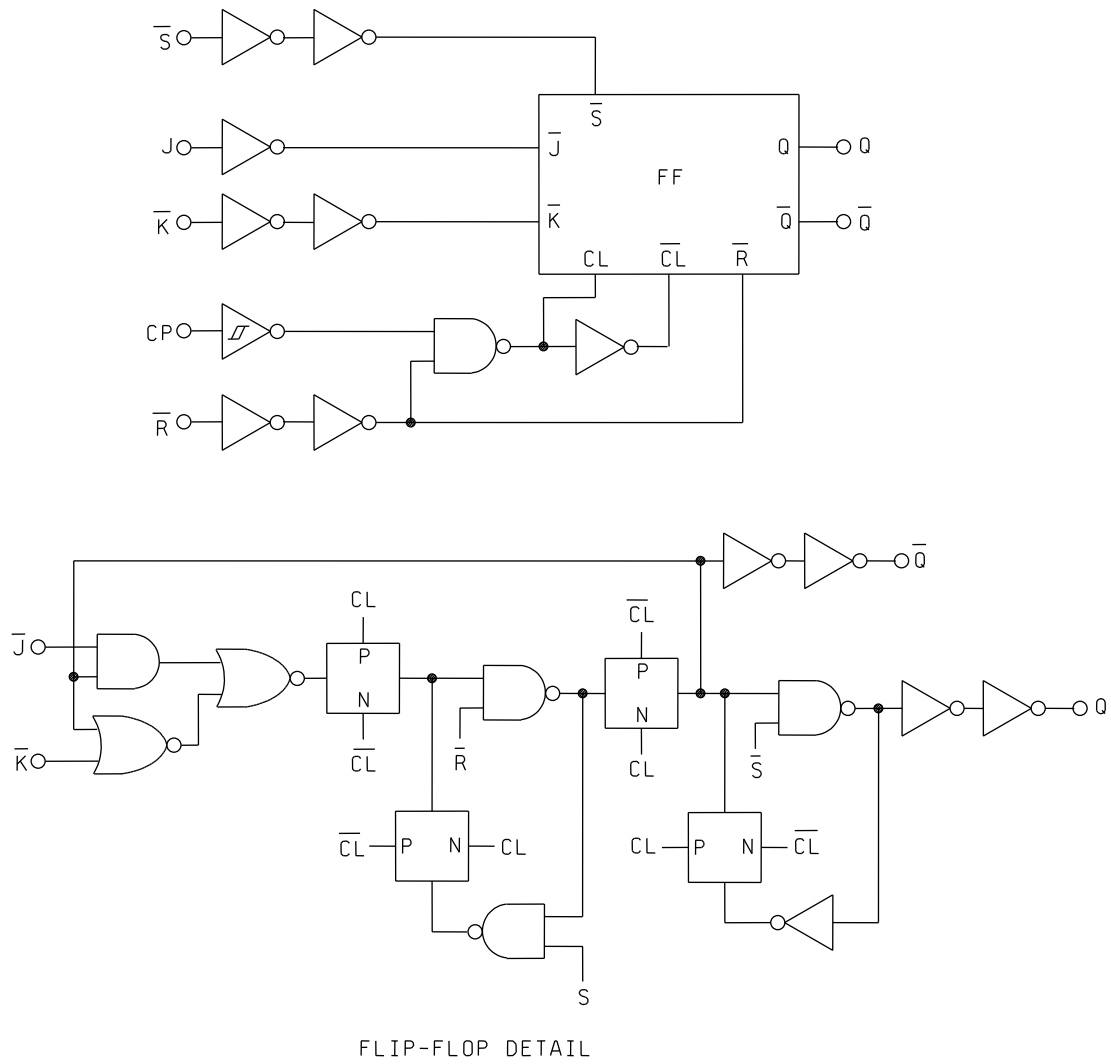 S̅
S̅
J
J̅
Q
Q
FF
K̅
K̅
Q̅
Q̅
CL
C̅L̅
R̅
CP
R̅
Q̅
CL
C̅L̅
J̅
P
P
N
N
Q
K̅
C̅L̅
R̅
CL
S̅
C̅L̅
P
N
CL
CL
P
N
C̅L̅
S
FLIP-FLOP DETAIL